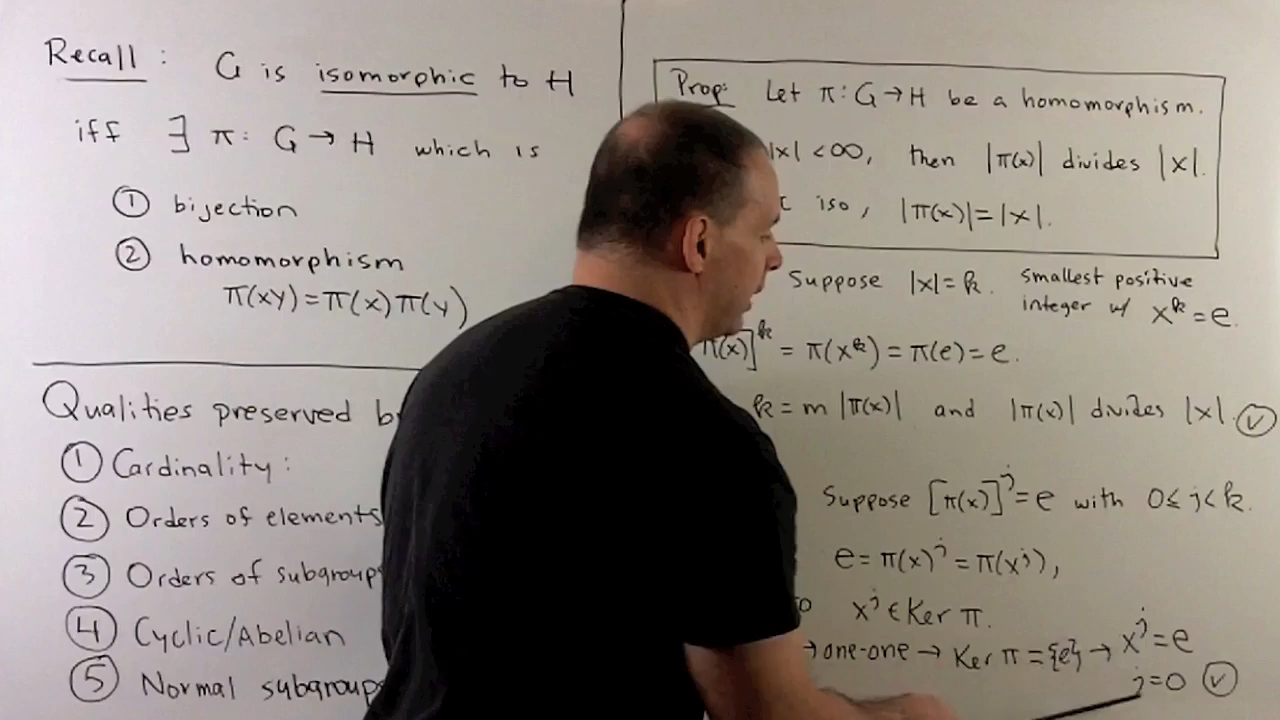 Recall : G is isomorphic to H
iff ∃ π: G → H which is
① bijection
② homomorphism
π(xy) = π(x) π(y)
Qualities preserved
① Cardinality :
② Orders of elements
③ Orders of subgroup
④ Cyclic/Abelian
⑤ Normal subgroup
Prop: Let π: G → H be a homomorphism.
|x| < ∞, then |π(x)| divides |x|.
iso, |π(x)| = |x|.
Suppose |x| = k. smallest positive
integer w/ x^k = e.
π(x)]^k = π(x^k) = π(e) = e.
k = m |π(x)| and |π(x)| divides |x|. ✓
Suppose [π(x)]^j = e with 0 ≤ j < k.
e = π(x)^j = π(x^j),
x^j ∈ Ker π.
→ one-one → Ker π = {e} → x^j = e
j = 0 ✓